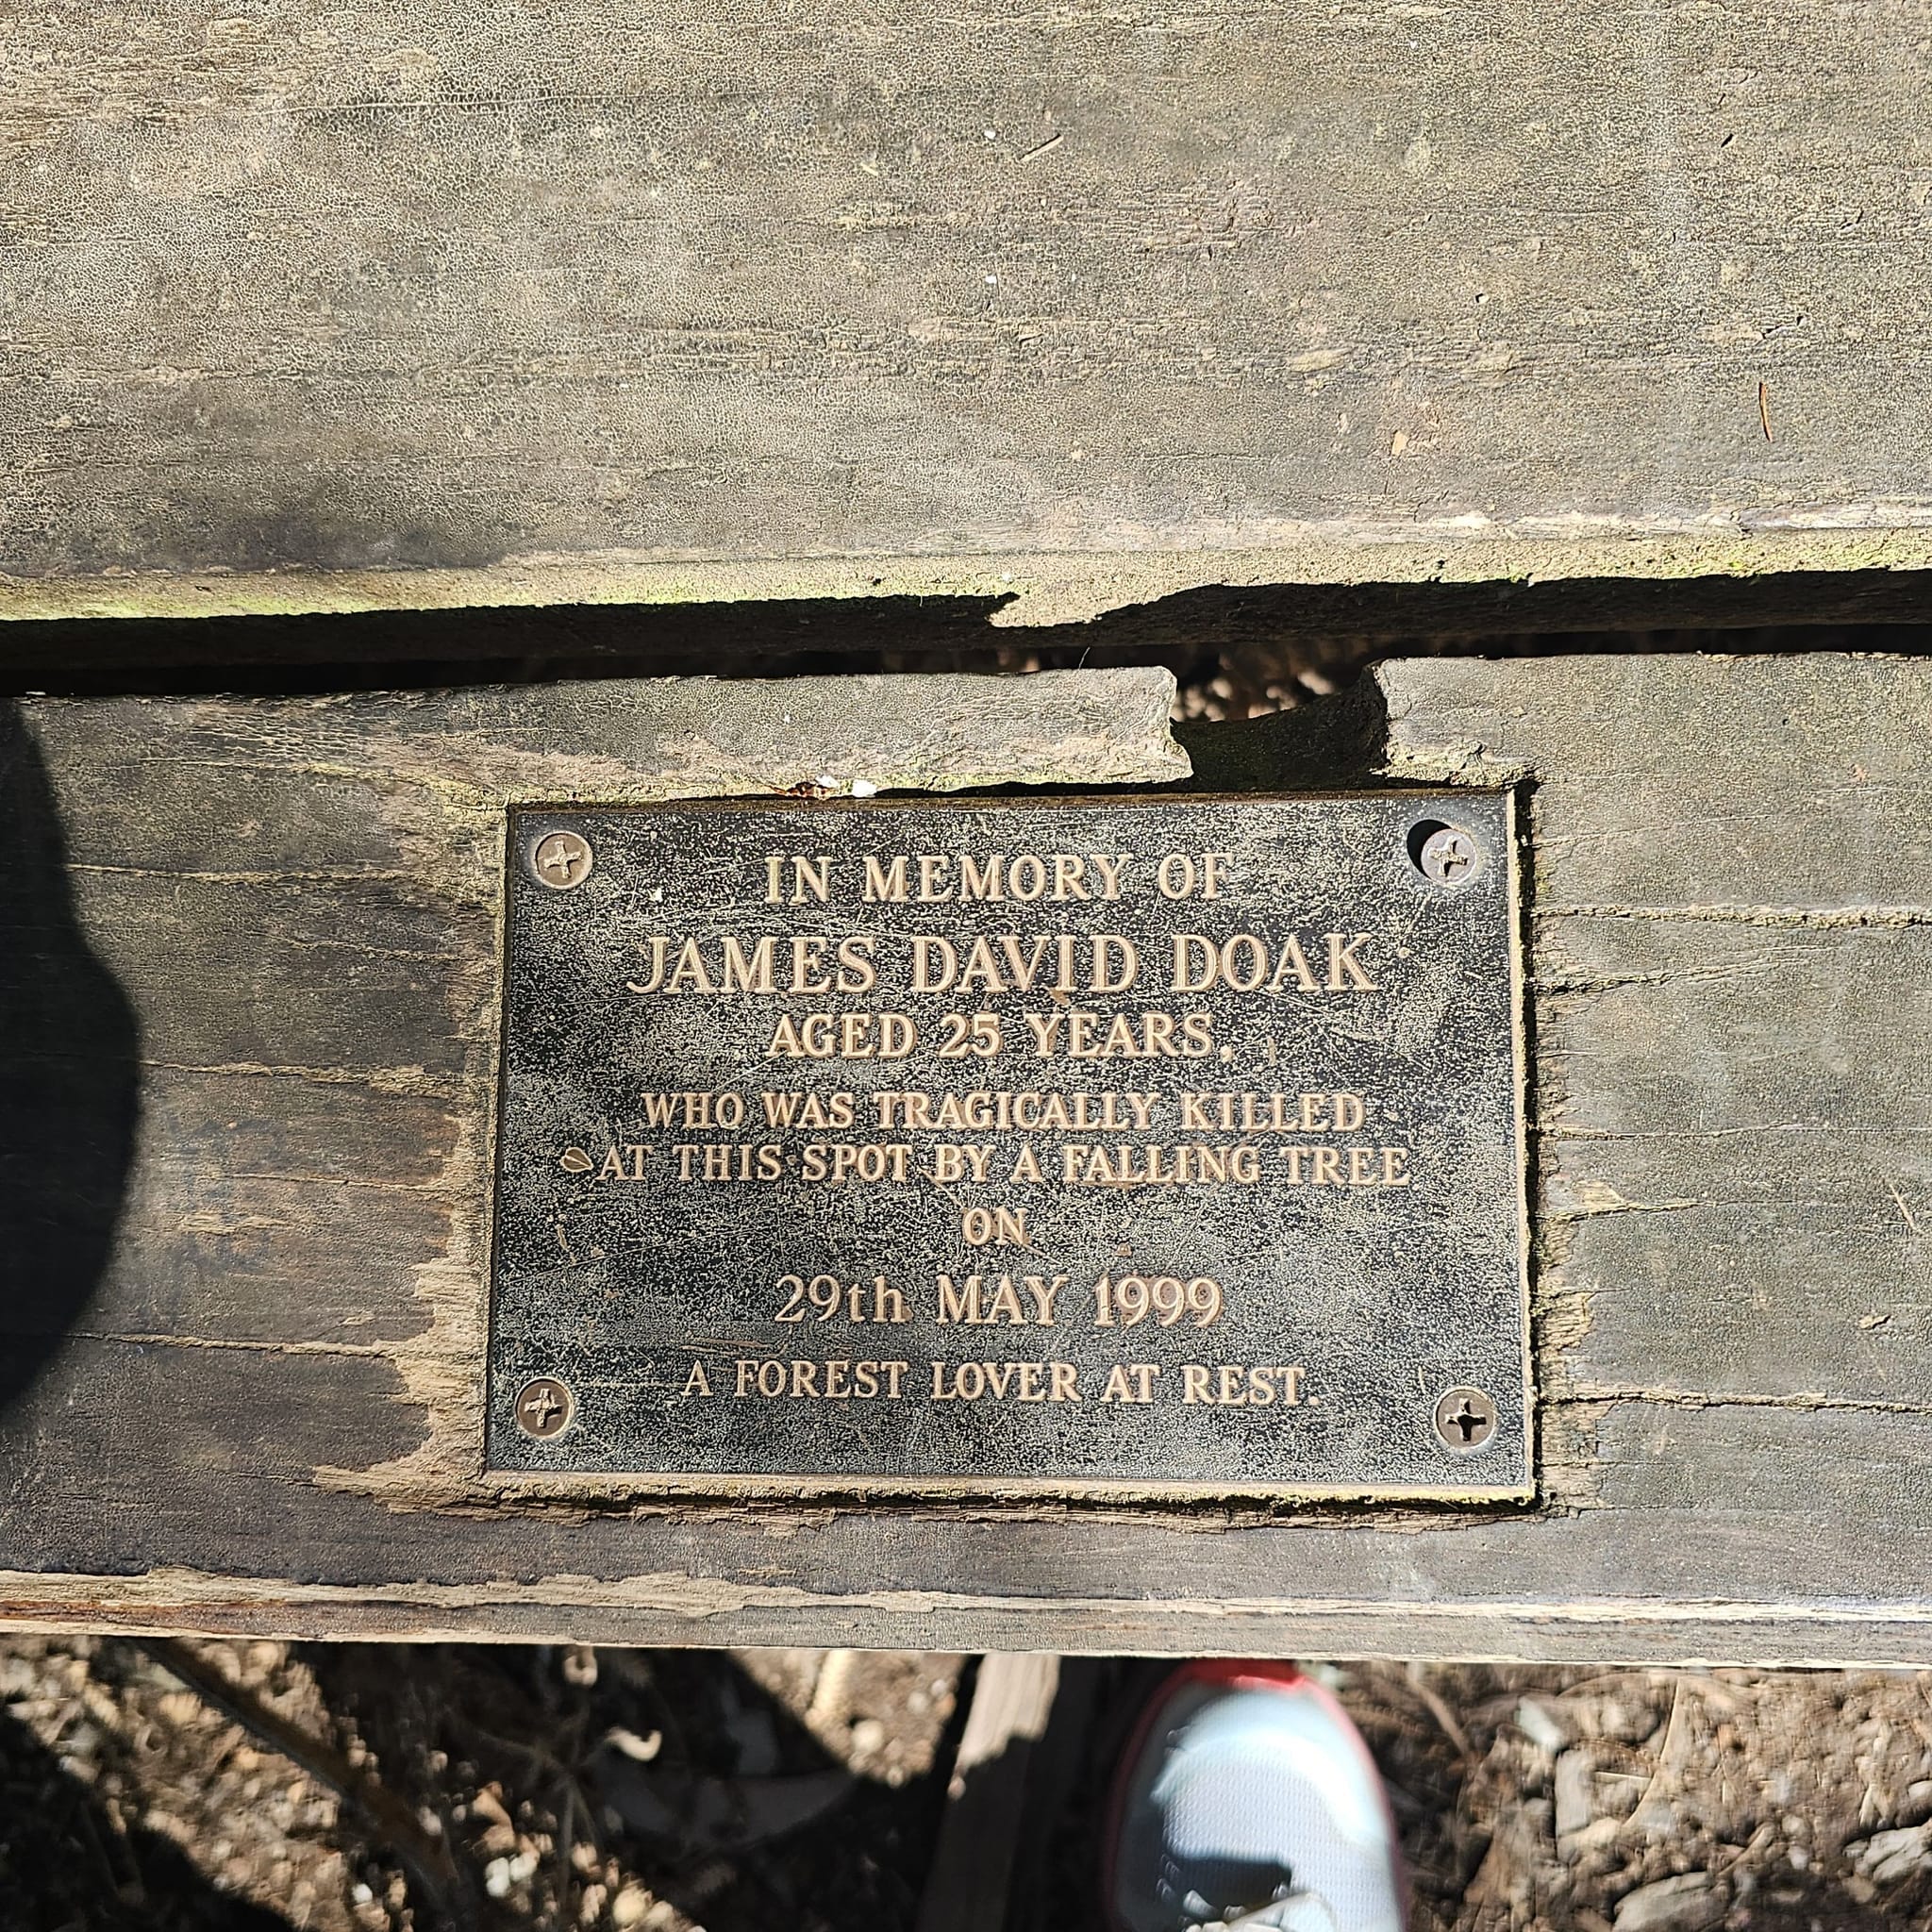 IN MEMORY OF
JAMES DAVID DOAK
AGED 25 YEARS,
WHO WAS TRAGICALLY KILLED
AT THIS SPOT BY A FALLING TREE
ON
29th MAY 1999
A FOREST LOVER AT REST.